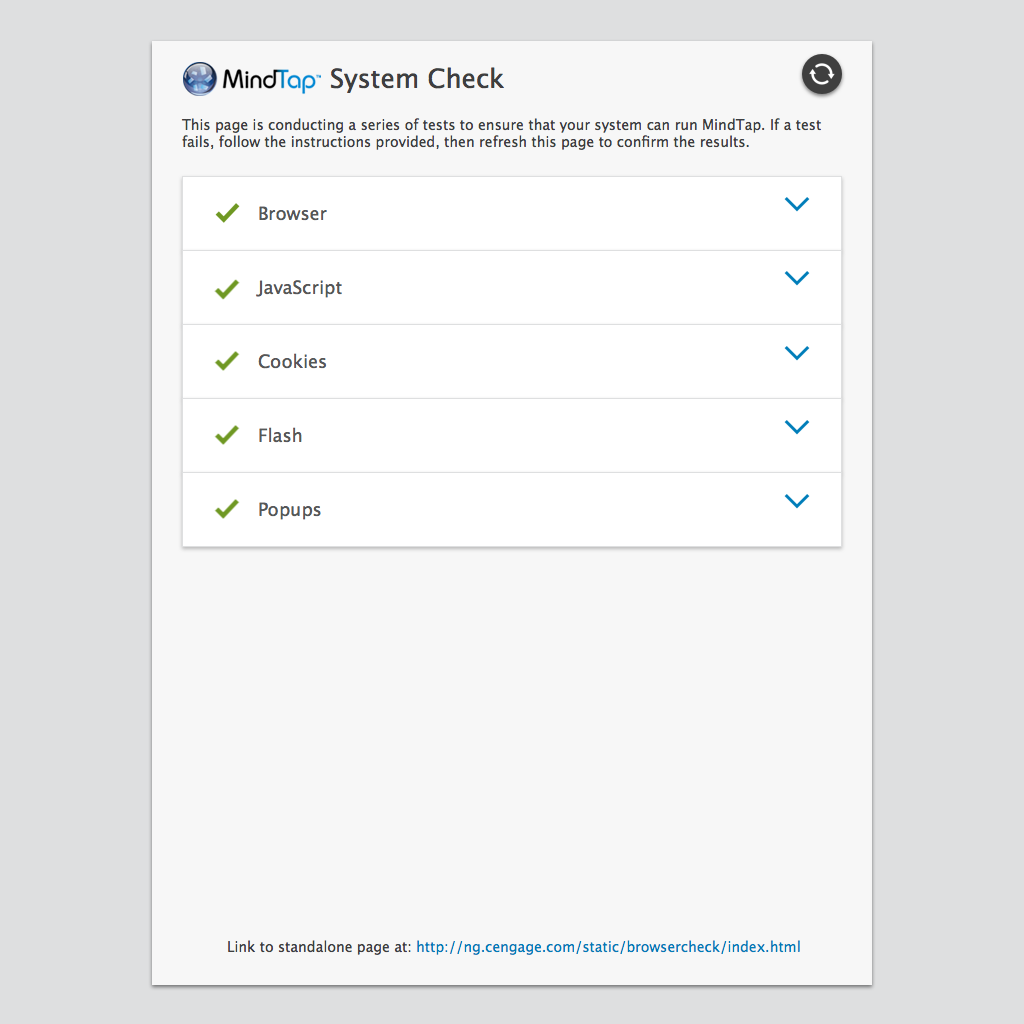 MindTap™ System Check
This page is conducting a series of tests to ensure that your system can run MindTap. If a test
fails, follow the instructions provided, then refresh this page to confirm the results.
Browser
JavaScript
Cookies
Flash
Popups
Link to standalone page at: http://ng.cengage.com/static/browsercheck/index.html